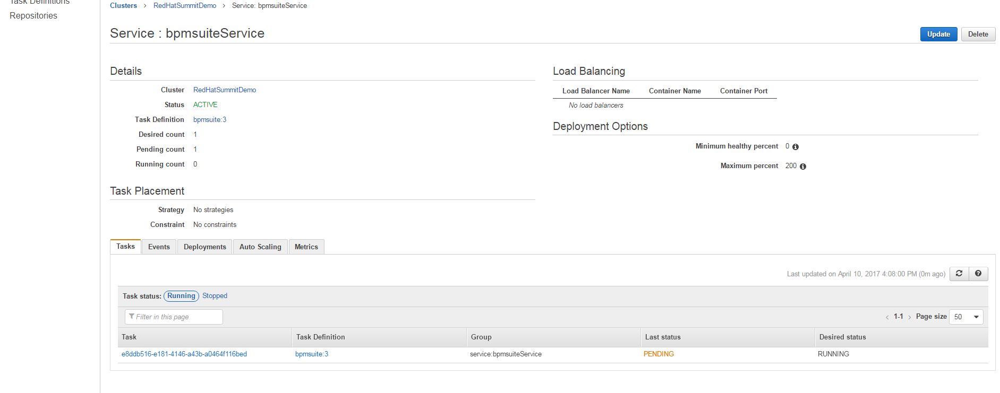 Task Definitions
Repositories
Clusters > RedHatSummitDemo > Service: bpmsuiteService
Service : bpmsuiteService
Update Delete
Details
Cluster RedHatSummitDemo
Status ACTIVE
Task Definition bpmsuite:3
Desired count 1
Pending count 1
Running count 0
Task Placement
Strategy No strategies
Constraint No constraints
Load Balancing
Load Balancer Name Container Name Container Port
No load balancers
Deployment Options
Minimum healthy percent 0
Maximum percent 200
Tasks Events Deployments Auto Scaling Metrics
Last updated on April 10, 2017 4:08:00 PM (0m ago)
Task status: Running Stopped
Filter in this page
< 1-1 > Page size 50
Task Task Definition Group Last status Desired status
e8ddb516-e181-4146-a43b-a0464f116bed bpmsuite:3 service:bpmsuiteService PENDING RUNNING